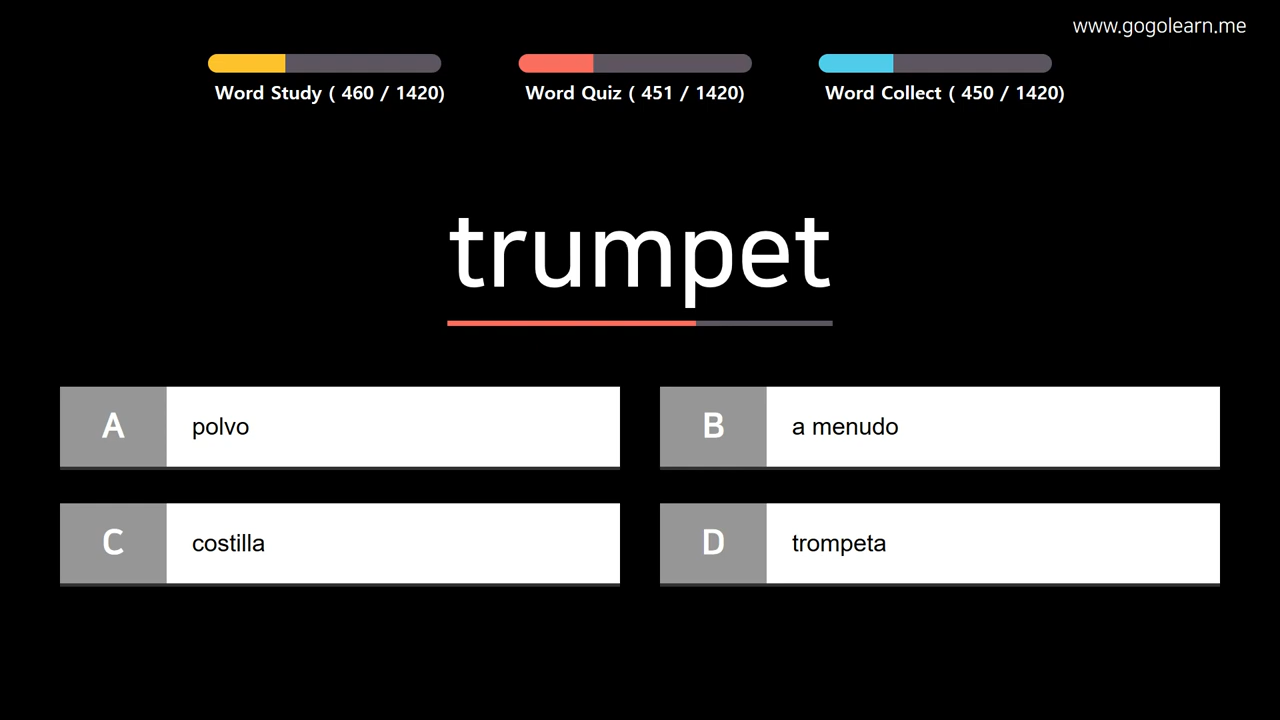 www.gogolearn.me
Word Study ( 460 / 1420)
Word Quiz ( 451 / 1420)
Word Collect ( 450 / 1420)
trumpet
A polvo
B a menudo
C costilla
D trompeta